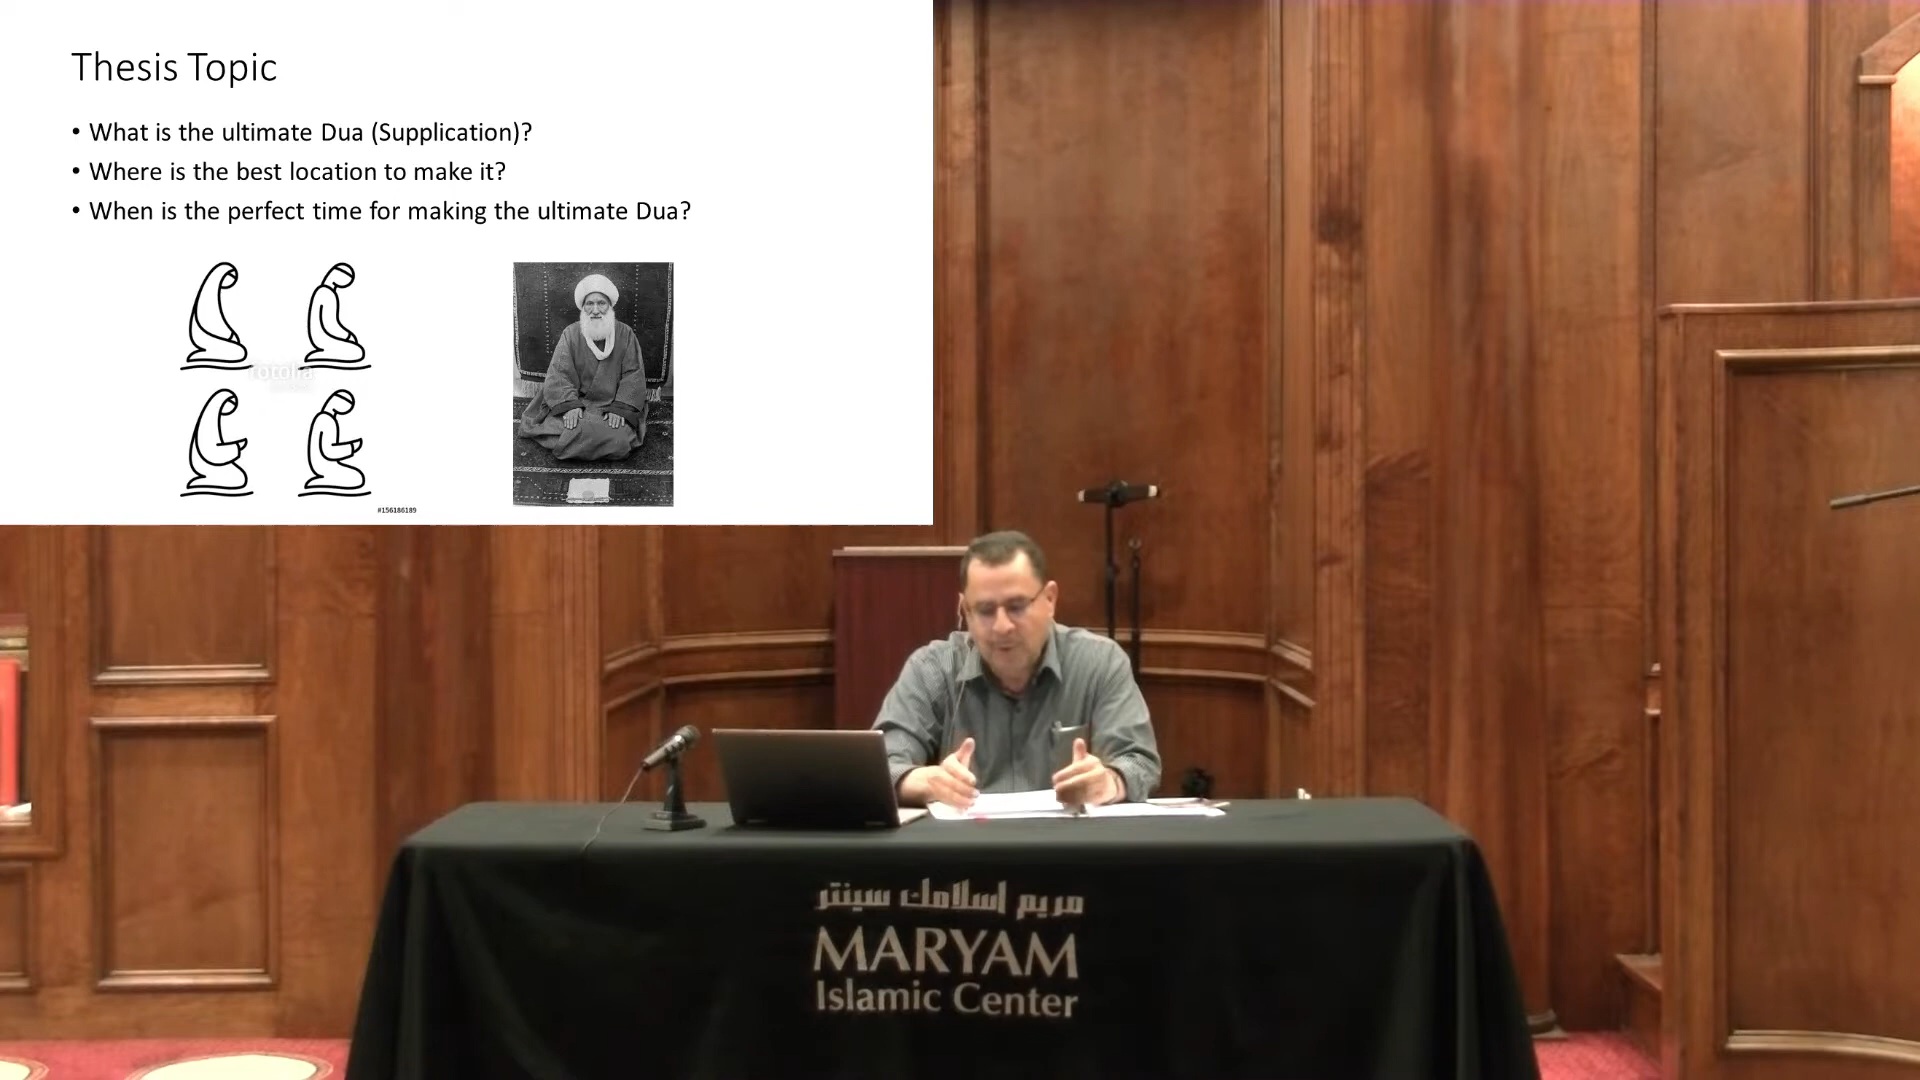 Thesis Topic
• What is the ultimate Dua (Supplication)?
• Where is the best location to make it?
• When is the perfect time for making the ultimate Dua?
fotolia
#156186189
مريم اسلامك سينتر
MARYAM
Islamic Center